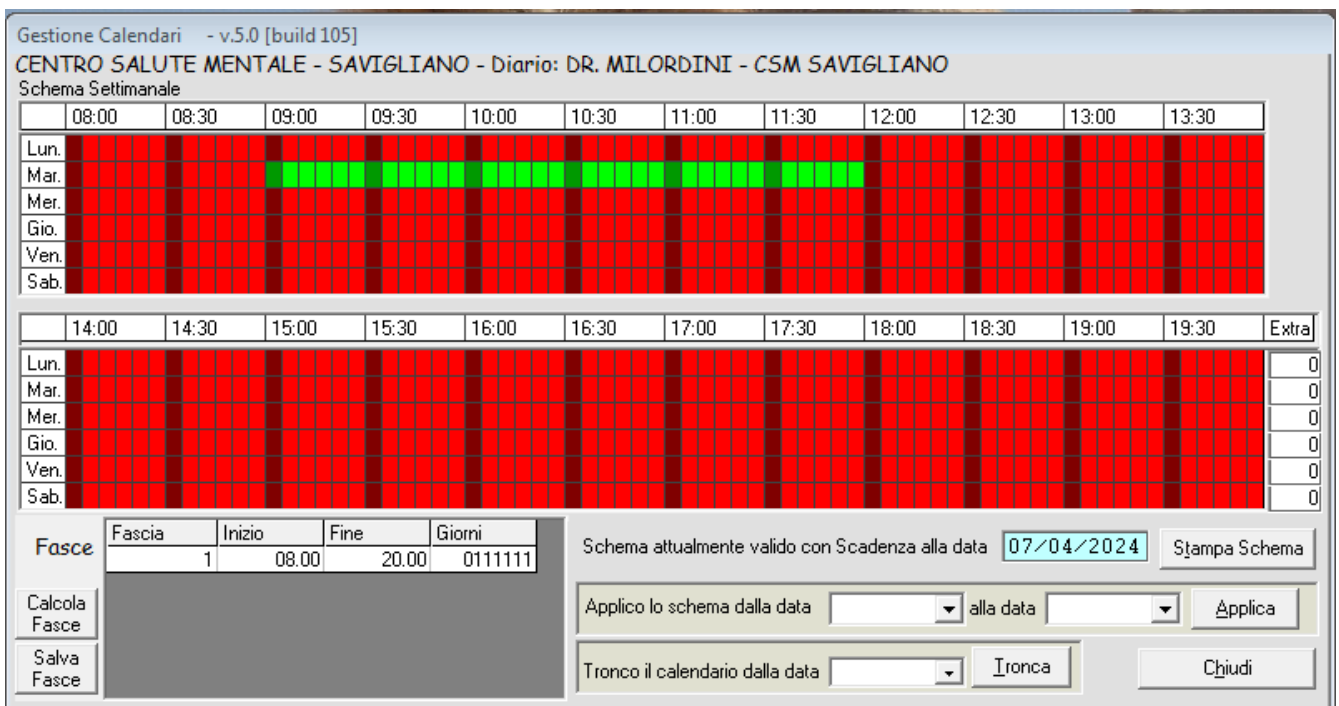 Gestione Calendari - v.5.0 [build 105]
CENTRO SALUTE MENTALE - SAVIGLIANO - Diario: DR. MILORDINI - CSM SAVIGLIANO
Schema Settimanale
08:00 08:30 09:00 09:30 10:00 10:30 11:00 11:30 12:00 12:30 13:00 13:30
Lun.
Mar.
Mer.
Gio.
Ven.
Sab.
14:00 14:30 15:00 15:30 16:00 16:30 17:00 17:30 18:00 18:30 19:00 19:30 Extra
Lun. 0
Mar. 0
Mer. 0
Gio. 0
Ven. 0
Sab. 0
Fasce
Fascia Inizio Fine Giorni
1 08.00 20.00 0111111
Calcola
Fasce
Salva
Fasce
Schema attualmente valido con Scadenza alla data 07/04/2024 Stampa Schema
Applico lo schema dalla data alla data Applica
Tronco il calendario dalla data Tronca Chiudi